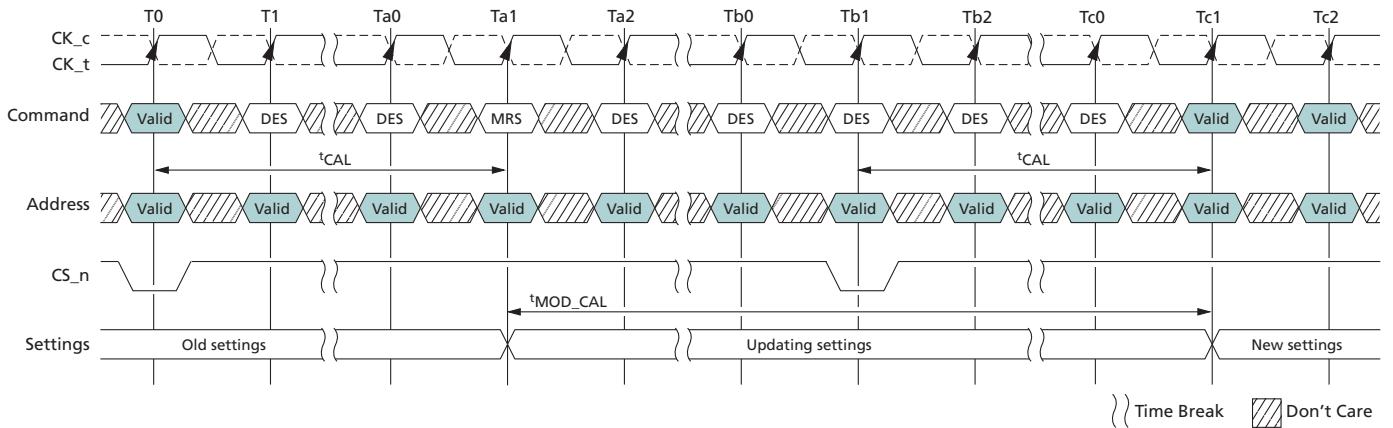 T0 T1 Ta0 Ta1 Ta2 Tb0 Tb1 Tb2 Tc0 Tc1 Tc2
CK_c
CK_t
Command Valid DES DES MRS DES DES DES DES DES Valid Valid
tCAL tCAL
Address Valid Valid Valid Valid Valid Valid Valid Valid Valid Valid Valid
CS_n
tMOD_CAL
Settings Old settings Updating settings New settings
Time Break Don't Care